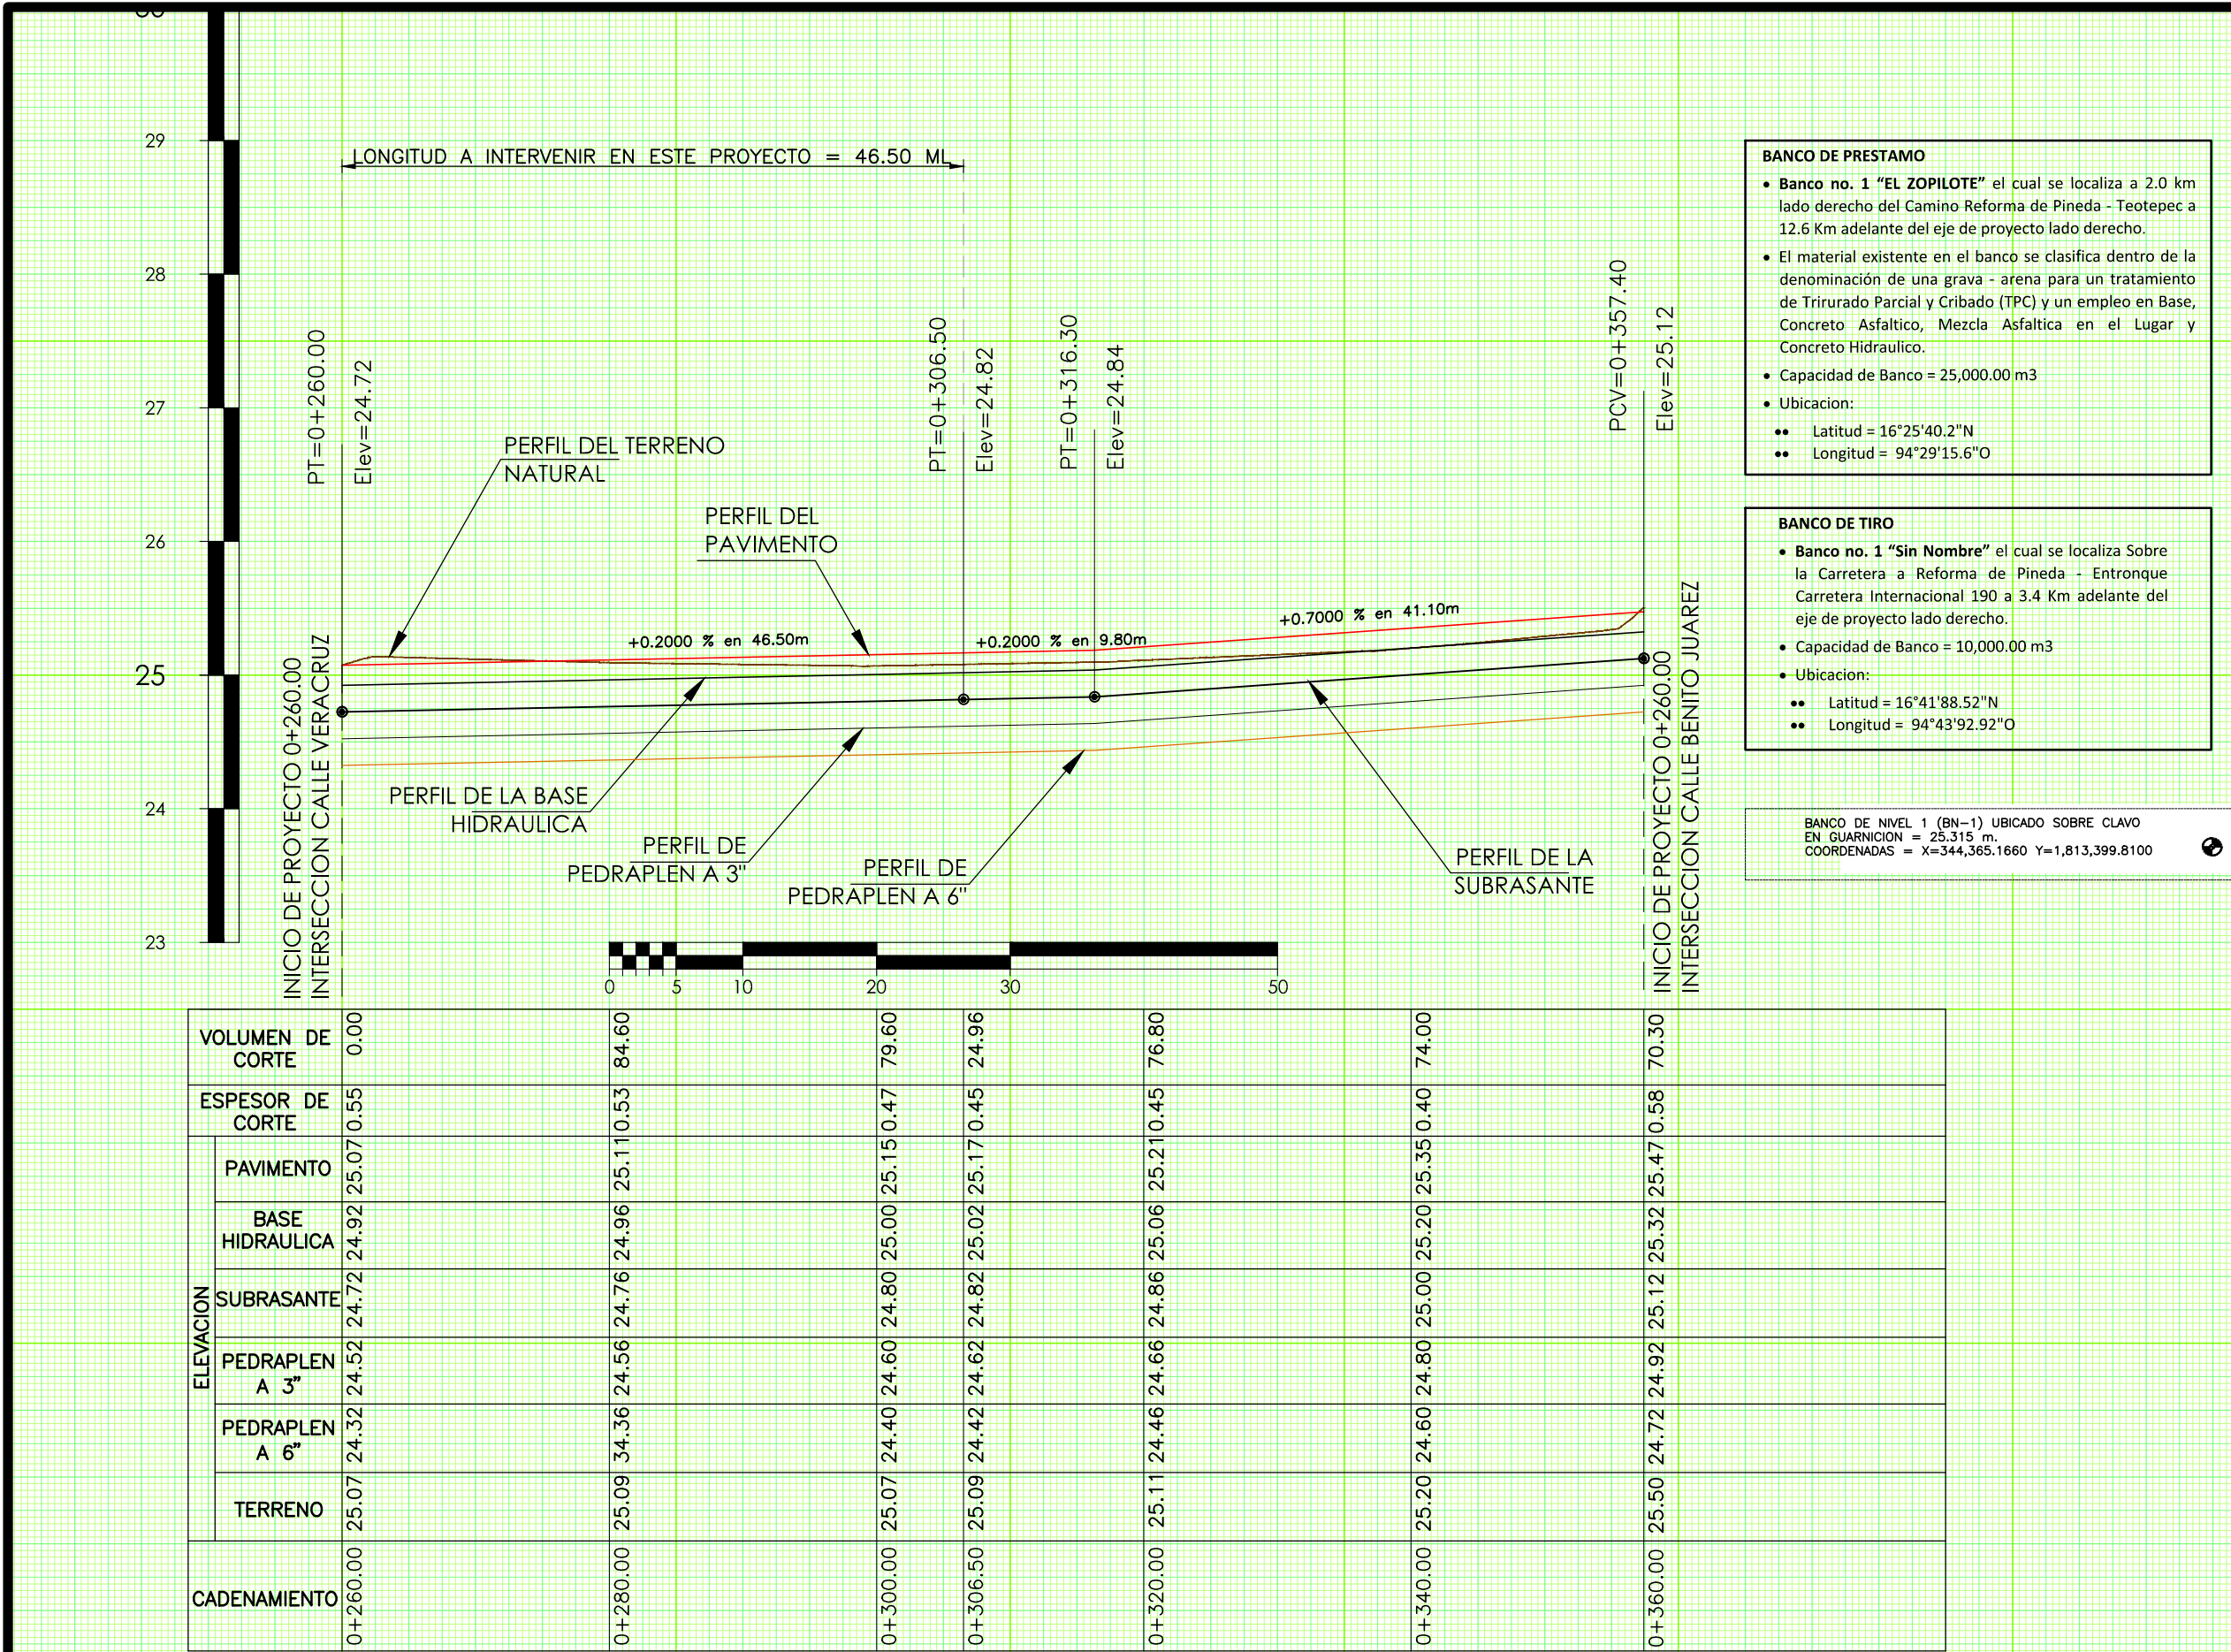 29
28
27
26
25
24
23
LONGITUD A INTERVENIR EN ESTE PROYECTO = 46.50 ML
PT=0+260.00
Elev=24.72
PT=0+306.50
Elev=24.82
PT=0+316.30
Elev=24.84
PCV=0+357.40
Elev=25.12
PERFIL DEL TERRENO
NATURAL
PERFIL DEL
PAVIMENTO
+0.2000 % en 46.50m
+0.2000 % en 9.80m
+0.7000 % en 41.10m
INICIO DE PROYECTO 0+260.00
INTERSECCION CALLE VERACRUZ
INICIO DE PROYECTO 0+260.00
INTERSECCION CALLE BENITO JUAREZ
PERFIL DE LA BASE
HIDRAULICA
PERFIL DE
PEDRAPLEN A 3"
PERFIL DE
PEDRAPLEN A 6"
PERFIL DE LA
SUBRASANTE
0 5 10 20 30 50
BANCO DE PRESTAMO
• Banco no. 1 “EL ZOPILOTE” el cual se localiza a 2.0 km
lado derecho del Camino Reforma de Pineda - Teotepec a
12.6 Km adelante del eje de proyecto lado derecho.
• El material existente en el banco se clasifica dentro de la
denominación de una grava - arena para un tratamiento
de Trirurado Parcial y Cribado (TPC) y un empleo en Base,
Concreto Asfaltico, Mezcla Asfaltica en el Lugar y
Concreto Hidraulico.
• Capacidad de Banco = 25,000.00 m3
• Ubicacion:
•• Latitud = 16°25'40.2"N
•• Longitud = 94°29'15.6"O
BANCO DE TIRO
• Banco no. 1 “Sin Nombre” el cual se localiza Sobre
la Carretera a Reforma de Pineda - Entronque
Carretera Internacional 190 a 3.4 Km adelante del
eje de proyecto lado derecho.
• Capacidad de Banco = 10,000.00 m3
• Ubicacion:
•• Latitud = 16°41'88.52"N
•• Longitud = 94°43'92.92"O
BANCO DE NIVEL 1 (BN-1) UBICADO SOBRE CLAVO
EN GUARNICION = 25.315 m.
COORDENADAS = X=344,365.1660 Y=1,813,399.8100
VOLUMEN DE
CORTE
0.00 84.60 79.60 24.96 76.80 74.00 70.30
ESPESOR DE
CORTE
0.55 0.53 0.47 0.45 0.45 0.40 0.58
ELEVACION
PAVIMENTO 25.07 25.11 25.15 25.17 25.21 25.35 25.47
BASE
HIDRAULICA
24.92 24.96 25.00 25.02 25.06 25.20 25.32
SUBRASANTE 24.72 24.76 24.80 24.82 24.86 25.00 25.12
PEDRAPLEN
A 3"
24.52 24.56 24.60 24.62 24.66 24.80 24.92
PEDRAPLEN
A 6"
24.32 34.36 24.40 24.42 24.46 24.60 24.72
TERRENO 25.07 25.09 25.07 25.09 25.11 25.20 25.50
CADENAMIENTO 0+260.00 0+280.00 0+300.00 0+306.50 0+320.00 0+340.00 0+360.00